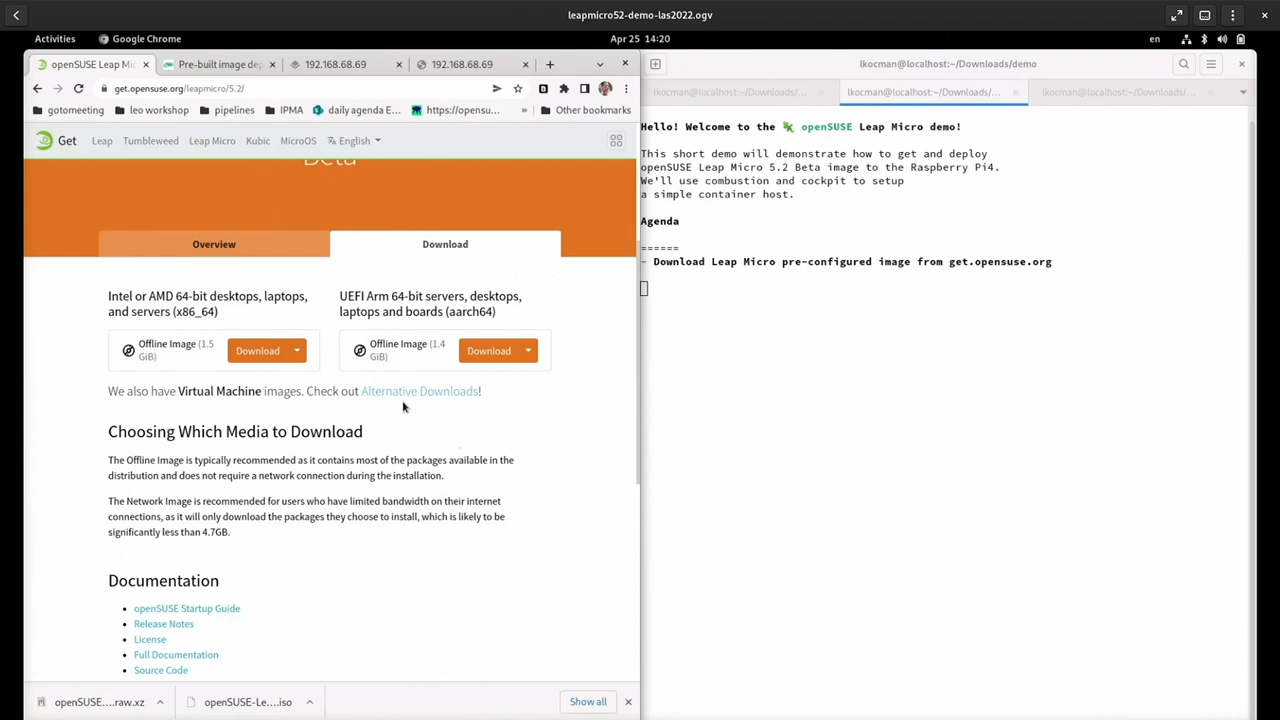 leapmicro52-demo-las2022.ogv
Activities
Google Chrome
Apr 25 14:20
en
openSUSE Leap Mic
Pre-built image dep
192.168.68.69
192.168.68.69
get.opensuse.org/leapmicro/5.2/
gotomeeting
leo workshop
pipelines
IPMA
daily agenda E...
https://opensu...
»
Other bookmarks
Get
Leap
Tumbleweed
Leap Micro
Kubic
MicroOS
English
Beta
Overview
Download
Intel or AMD 64-bit desktops, laptops,
and servers (x86_64)
Offline Image (1.5
GiB)
Download
UEFI Arm 64-bit servers, desktops,
laptops and boards (aarch64)
Offline Image (1.4
GiB)
Download
We also have Virtual Machine images. Check out Alternative Downloads!
Choosing Which Media to Download
The Offline Image is typically recommended as it contains most of the packages available in the
distribution and does not require a network connection during the installation.
The Network Image is recommended for users who have limited bandwidth on their internet
connections, as it will only download the packages they choose to install, which is likely to be
significantly less than 4.7GB.
Documentation
openSUSE Startup Guide
Release Notes
License
Full Documentation
Source Code
openSUSE....raw.xz
openSUSE-Le....iso
Show all
lkocman@localhost:~/Downloads/demo
lkocman@localhost:~/Downloads/...
lkocman@localhost:~/Downloads/...
lkocman@localhost:~/Downloads/...
Hello! Welcome to the openSUSE Leap Micro demo!
This short demo will demonstrate how to get and deploy
openSUSE Leap Micro 5.2 Beta image to the Raspberry Pi4.
We'll use combustion and cockpit to setup
a simple container host.
Agenda
======
- Download Leap Micro pre-configured image from get.opensuse.org